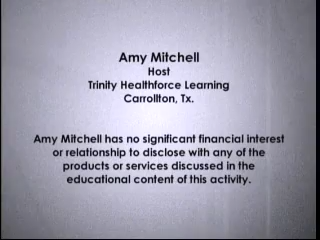 Amy Mitchell
Host
Trinity Healthforce Learning
Carrollton, Tx.
Amy Mitchell has no significant financial interest
or relationship to disclose with any of the
products or services discussed in the
educational content of this activity.